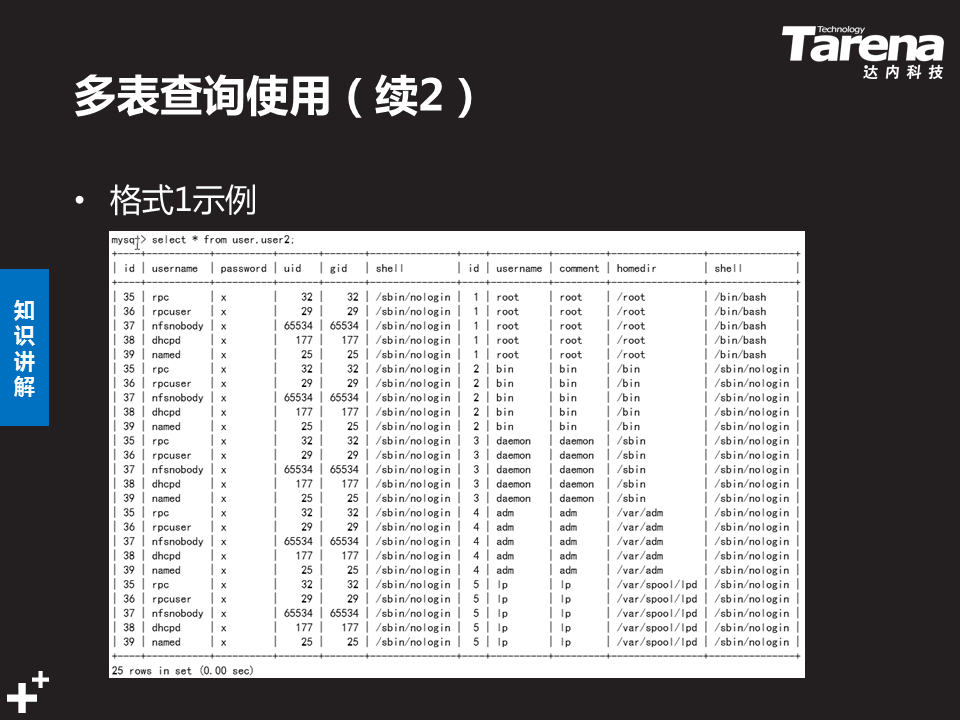 Technology
Tarena
达内科技
多表查询使用（续2）
• 格式1示例
知识讲解
mysql> select * from user,user2;
+----+-----------+----------+-------+-------+---------------+----+----------+---------+----------------+---------------+
| id | username | password | uid | gid | shell | id | username | comment | homedir | shell |
+----+-----------+----------+-------+-------+---------------+----+----------+---------+----------------+---------------+
| 35 | rpc | x | 32 | 32 | /sbin/nologin | 1 | root | root | /root | /bin/bash |
| 36 | rpcuser | x | 29 | 29 | /sbin/nologin | 1 | root | root | /root | /bin/bash |
| 37 | nfsnobody | x | 65534 | 65534 | /sbin/nologin | 1 | root | root | /root | /bin/bash |
| 38 | dhcpd | x | 177 | 177 | /sbin/nologin | 1 | root | root | /root | /bin/bash |
| 39 | named | x | 25 | 25 | /sbin/nologin | 1 | root | root | /root | /bin/bash |
| 35 | rpc | x | 32 | 32 | /sbin/nologin | 2 | bin | bin | /bin | /sbin/nologin |
| 36 | rpcuser | x | 29 | 29 | /sbin/nologin | 2 | bin | bin | /bin | /sbin/nologin |
| 37 | nfsnobody | x | 65534 | 65534 | /sbin/nologin | 2 | bin | bin | /bin | /sbin/nologin |
| 38 | dhcpd | x | 177 | 177 | /sbin/nologin | 2 | bin | bin | /bin | /sbin/nologin |
| 39 | named | x | 25 | 25 | /sbin/nologin | 2 | bin | bin | /bin | /sbin/nologin |
| 35 | rpc | x | 32 | 32 | /sbin/nologin | 3 | daemon | daemon | /sbin | /sbin/nologin |
| 36 | rpcuser | x | 29 | 29 | /sbin/nologin | 3 | daemon | daemon | /sbin | /sbin/nologin |
| 37 | nfsnobody | x | 65534 | 65534 | /sbin/nologin | 3 | daemon | daemon | /sbin | /sbin/nologin |
| 38 | dhcpd | x | 177 | 177 | /sbin/nologin | 3 | daemon | daemon | /sbin | /sbin/nologin |
| 39 | named | x | 25 | 25 | /sbin/nologin | 3 | daemon | daemon | /sbin | /sbin/nologin |
| 35 | rpc | x | 32 | 32 | /sbin/nologin | 4 | adm | adm | /var/adm | /sbin/nologin |
| 36 | rpcuser | x | 29 | 29 | /sbin/nologin | 4 | adm | adm | /var/adm | /sbin/nologin |
| 37 | nfsnobody | x | 65534 | 65534 | /sbin/nologin | 4 | adm | adm | /var/adm | /sbin/nologin |
| 38 | dhcpd | x | 177 | 177 | /sbin/nologin | 4 | adm | adm | /var/adm | /sbin/nologin |
| 39 | named | x | 25 | 25 | /sbin/nologin | 4 | adm | adm | /var/adm | /sbin/nologin |
| 35 | rpc | x | 32 | 32 | /sbin/nologin | 5 | lp | lp | /var/spool/lpd | /sbin/nologin |
| 36 | rpcuser | x | 29 | 29 | /sbin/nologin | 5 | lp | lp | /var/spool/lpd | /sbin/nologin |
| 37 | nfsnobody | x | 65534 | 65534 | /sbin/nologin | 5 | lp | lp | /var/spool/lpd | /sbin/nologin |
| 38 | dhcpd | x | 177 | 177 | /sbin/nologin | 5 | lp | lp | /var/spool/lpd | /sbin/nologin |
| 39 | named | x | 25 | 25 | /sbin/nologin | 5 | lp | lp | /var/spool/lpd | /sbin/nologin |
+----+-----------+----------+-------+-------+---------------+----+----------+---------+----------------+---------------+
25 rows in set (0.00 sec)